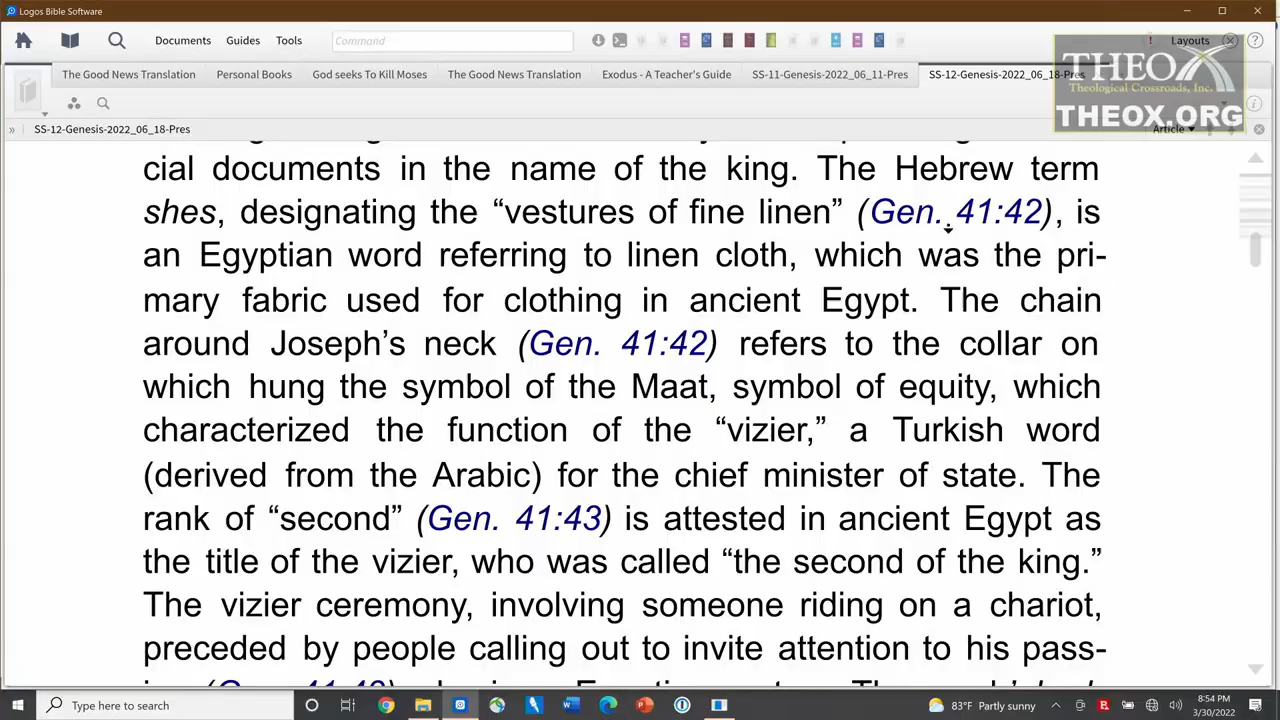 Logos Bible Software
Documents Guides Tools Command Layouts
The Good News Translation Personal Books God seeks To Kill Moses The Good News Translation Exodus - A Teacher's Guide SS-11-Genesis-2022_06_11-Pres SS-12-Genesis-2022_06_18-Pres
THEOX
Theological Crossroads, Inc.
THEOX.ORG
SS-12-Genesis-2022_06_18-Pres Article
cial documents in the name of the king. The Hebrew term
shes, designating the “vestures of fine linen” (Gen. 41:42), is
an Egyptian word referring to linen cloth, which was the pri-
mary fabric used for clothing in ancient Egypt. The chain
around Joseph’s neck (Gen. 41:42) refers to the collar on
which hung the symbol of the Maat, symbol of equity, which
characterized the function of the “vizier,” a Turkish word
(derived from the Arabic) for the chief minister of state. The
rank of “second” (Gen. 41:43) is attested in ancient Egypt as
the title of the vizier, who was called “the second of the king.”
The vizier ceremony, involving someone riding on a chariot,
preceded by people calling out to invite attention to his pass-
Type here to search
83°F Partly sunny
8:54 PM
3/30/2022